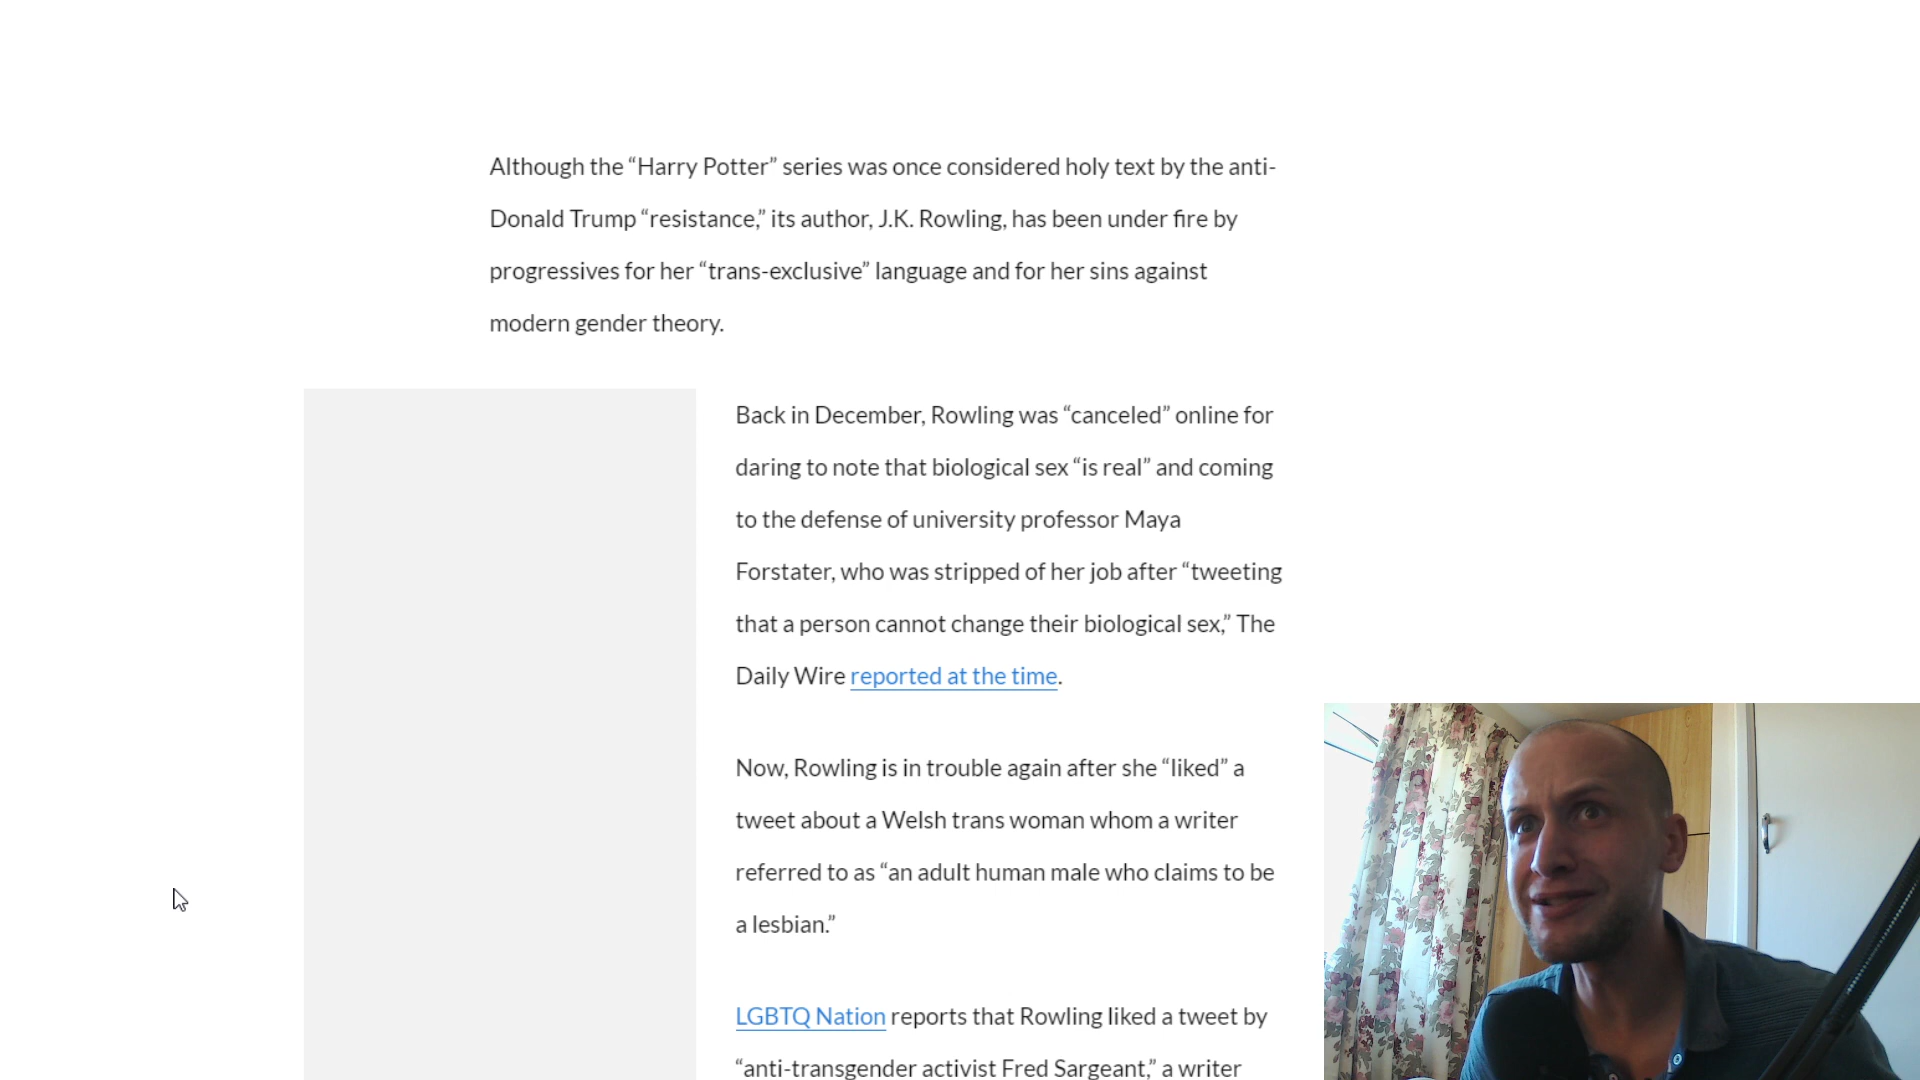 Although the “Harry Potter” series was once considered holy text by the anti-
Donald Trump “resistance,” its author, J.K. Rowling, has been under fire by
progressives for her “trans-exclusive” language and for her sins against
modern gender theory.
Back in December, Rowling was “canceled” online for
daring to note that biological sex “is real” and coming
to the defense of university professor Maya
Forstater, who was stripped of her job after “tweeting
that a person cannot change their biological sex,” The
Daily Wire reported at the time.
Now, Rowling is in trouble again after she “liked” a
tweet about a Welsh trans woman whom a writer
referred to as “an adult human male who claims to be
a lesbian.”
LGBTQ Nation reports that Rowling liked a tweet by
“anti-transgender activist Fred Sargeant,” a writer